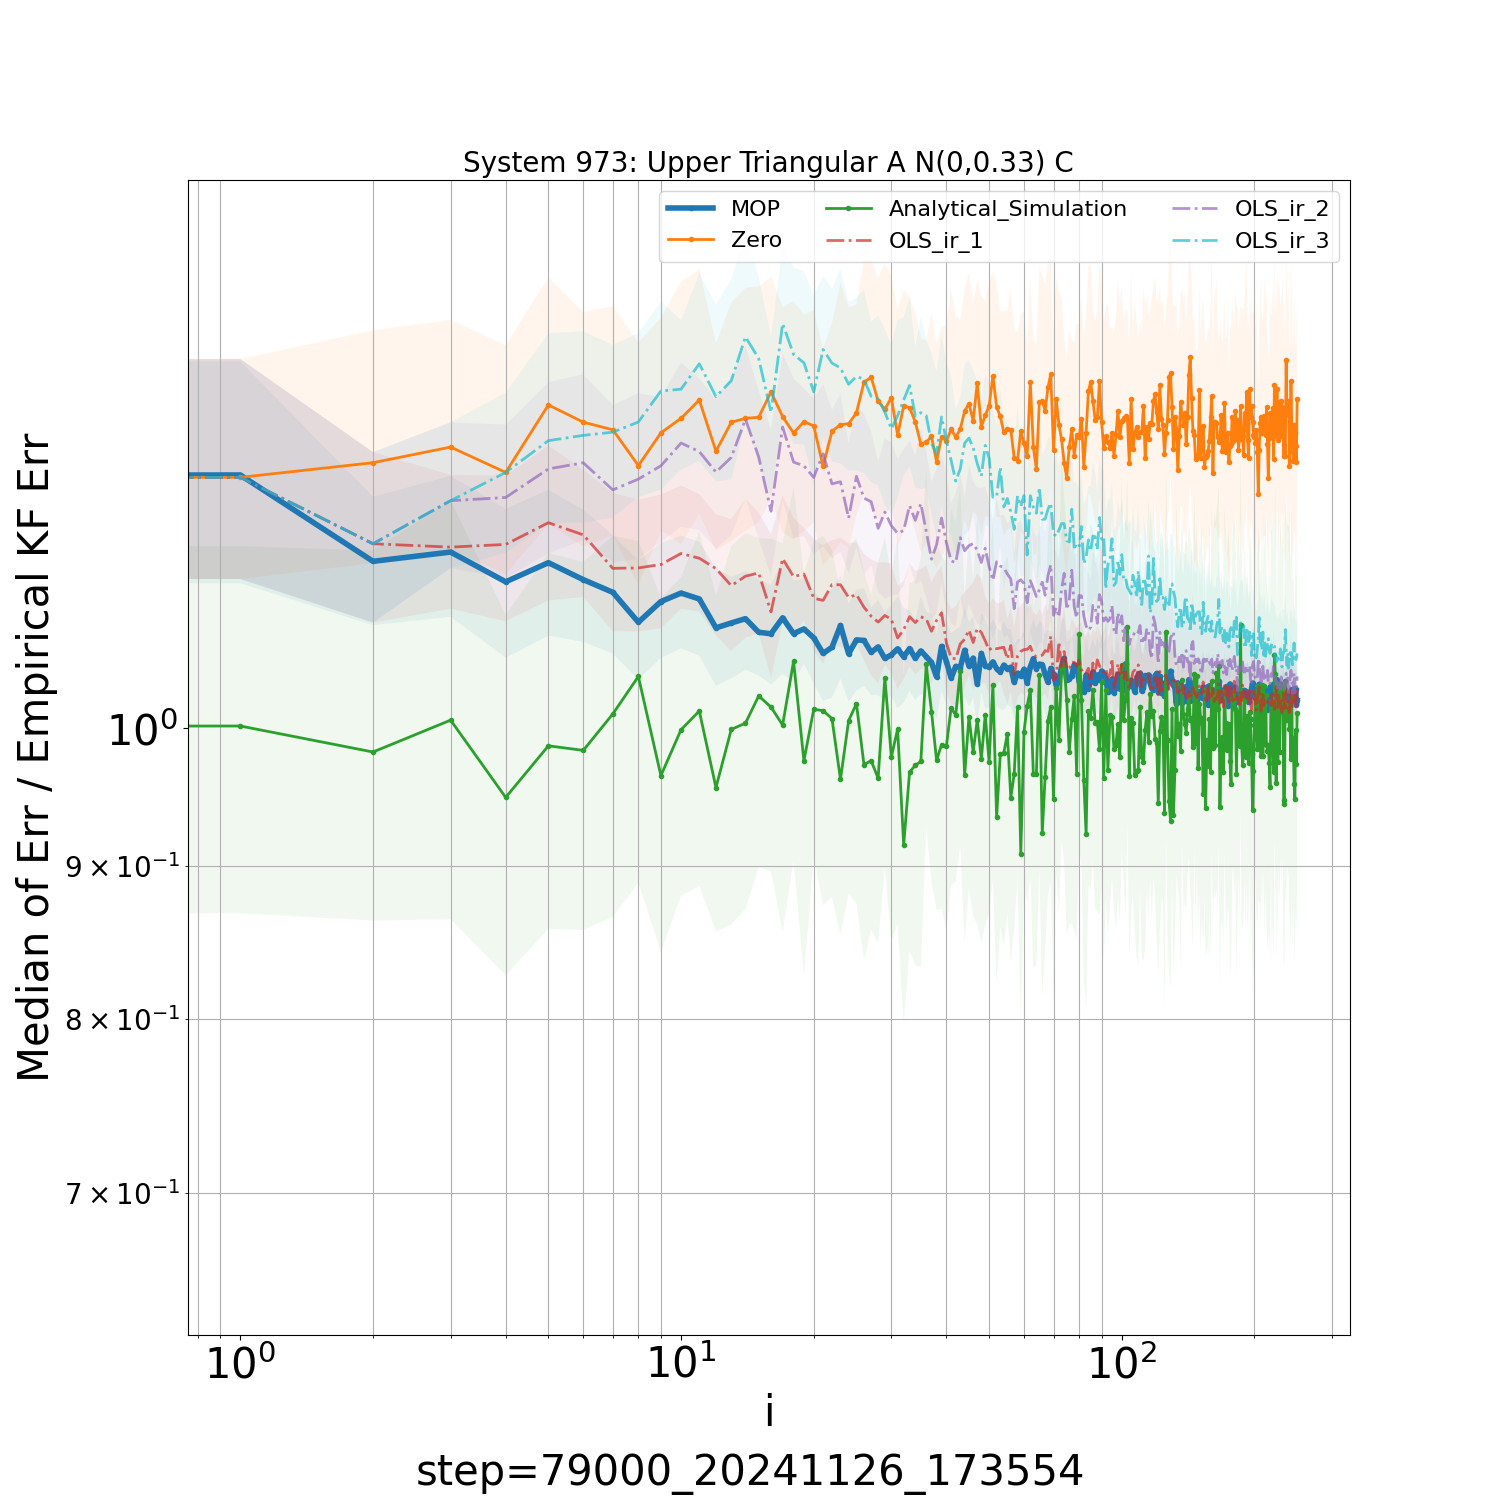 System 973: Upper Triangular A N(0,0.33) C
MOP
Zero
Analytical_Simulation
OLS_ir_1
OLS_ir_2
OLS_ir_3
Median of Err / Empirical KF Err
10⁰
9 × 10⁻¹
8 × 10⁻¹
7 × 10⁻¹
10⁰ 10¹ 10²
i
step=79000_20241126_173554